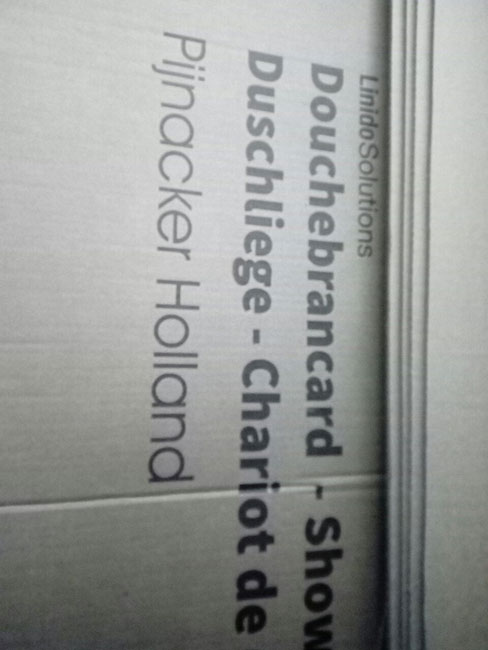 LinidoSolutions
Douchebrancard - Show
Duschliege - Chariot de
Pijnacker Holland